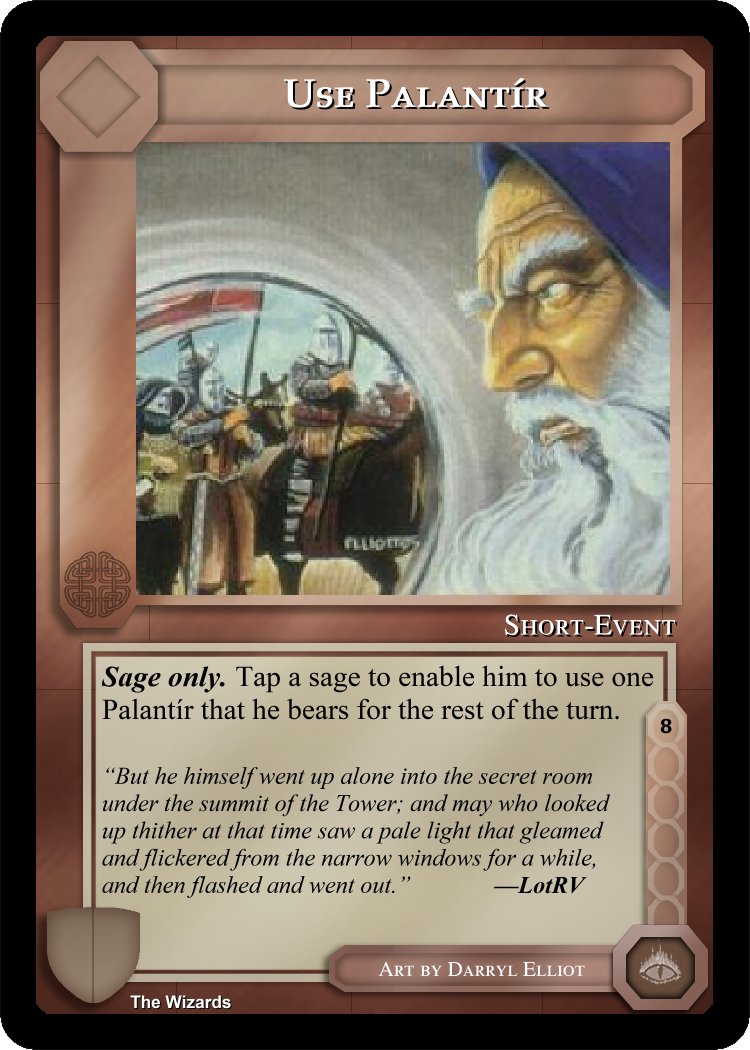 Use Palantír
ELLIOTT95
Short-Event
Sage only. Tap a sage to enable him to use one
Palantír that he bears for the rest of the turn.
8
“But he himself went up alone into the secret room
under the summit of the Tower; and may who looked
up thither at that time saw a pale light that gleamed
and flickered from the narrow windows for a while,
and then flashed and went out.” —LotRV
Art by Darryl Elliot
The Wizards